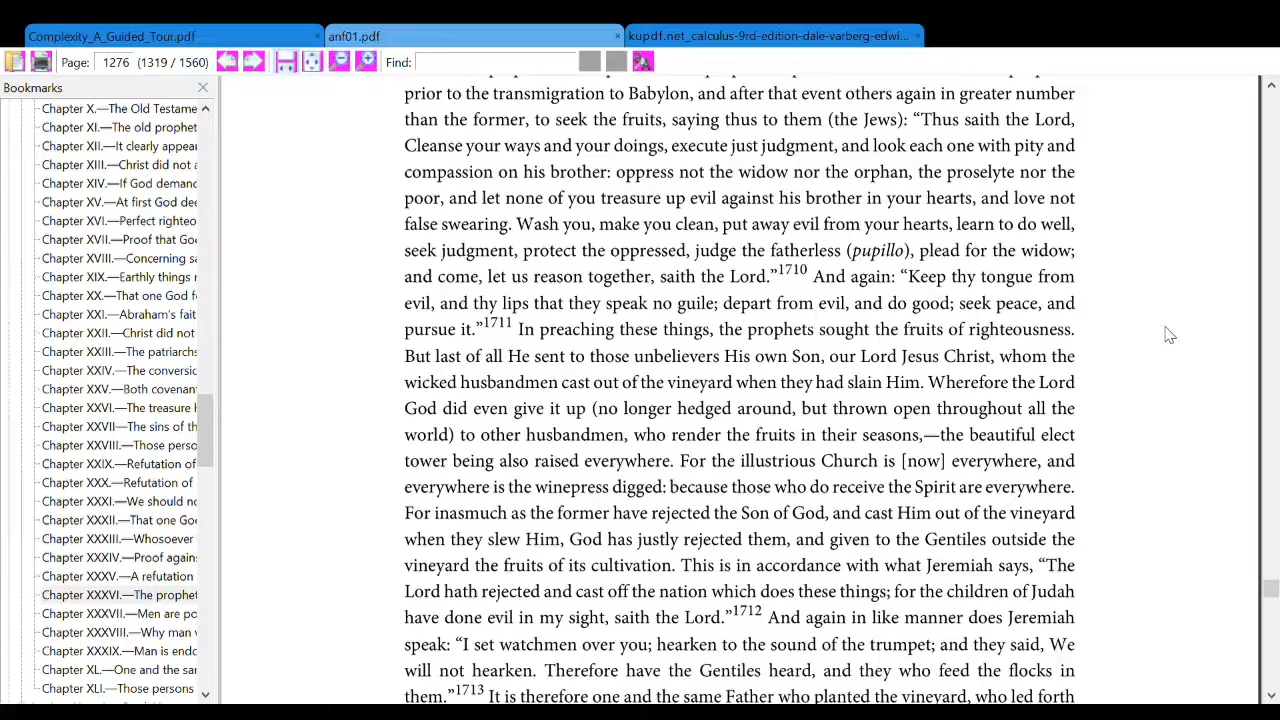 Complexity_A_Guided_Tour.pdf
anf01.pdf
kupdf.net_calculus-9rd-edition-dale-varberg-edwi...
Page: 1276 (1319 / 1560)
Find:
Bookmarks
Chapter X.—The Old Testame
Chapter XI.—The old prophet
Chapter XII.—It clearly appear
Chapter XIII.—Christ did not a
Chapter XIV.—If God demand
Chapter XV.—At first God dee
Chapter XVI.—Perfect righteo
Chapter XVII.—Proof that God
Chapter XVIII.—Concerning sa
Chapter XIX.—Earthly things m
Chapter XX.—That one God f
Chapter XXI.—Abraham's fait
Chapter XXII.—Christ did not
Chapter XXIII.—The patriarchs
Chapter XXIV.—The conversio
Chapter XXV.—Both covenan
Chapter XXVI.—The treasure h
Chapter XXVII—The sins of th
Chapter XXVIII.—Those perso
Chapter XXIX.—Refutation of
Chapter XXX.—Refutation of
Chapter XXXI.—We should no
Chapter XXXII.—That one Go
Chapter XXXIII.—Whosoever
Chapter XXXIV.—Proof agains
Chapter XXXV.—A refutation
Chapter XXXVI.—The prophet
Chapter XXXVII.—Men are po
Chapter XXXVIII.—Why man v
Chapter XXXIX.—Man is endo
Chapter XL.—One and the sa
Chapter XLI.—Those persons
prior to the transmigration to Babylon, and after that event others again in greater number
than the former, to seek the fruits, saying thus to them (the Jews): “Thus saith the Lord,
Cleanse your ways and your doings, execute just judgment, and look each one with pity and
compassion on his brother: oppress not the widow nor the orphan, the proselyte nor the
poor, and let none of you treasure up evil against his brother in your hearts, and love not
false swearing. Wash you, make you clean, put away evil from your hearts, learn to do well,
seek judgment, protect the oppressed, judge the fatherless (pupillo), plead for the widow;
and come, let us reason together, saith the Lord.”1710 And again: “Keep thy tongue from
evil, and thy lips that they speak no guile; depart from evil, and do good; seek peace, and
pursue it.”1711 In preaching these things, the prophets sought the fruits of righteousness.
But last of all He sent to those unbelievers His own Son, our Lord Jesus Christ, whom the
wicked husbandmen cast out of the vineyard when they had slain Him. Wherefore the Lord
God did even give it up (no longer hedged around, but thrown open throughout all the
world) to other husbandmen, who render the fruits in their seasons,—the beautiful elect
tower being also raised everywhere. For the illustrious Church is [now] everywhere, and
everywhere is the winepress digged: because those who do receive the Spirit are everywhere.
For inasmuch as the former have rejected the Son of God, and cast Him out of the vineyard
when they slew Him, God has justly rejected them, and given to the Gentiles outside the
vineyard the fruits of its cultivation. This is in accordance with what Jeremiah says, “The
Lord hath rejected and cast off the nation which does these things; for the children of Judah
have done evil in my sight, saith the Lord.”1712 And again in like manner does Jeremiah
speak: “I set watchmen over you; hearken to the sound of the trumpet; and they said, We
will not hearken. Therefore have the Gentiles heard, and they who feed the flocks in
them.”1713 It is therefore one and the same Father who planted the vineyard, who led forth